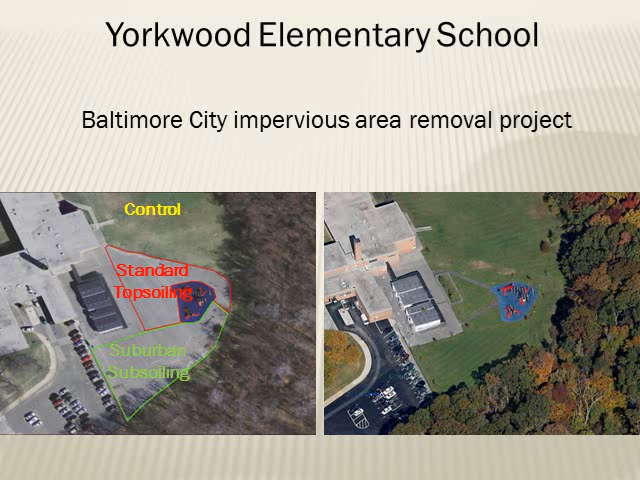 Yorkwood Elementary School
Baltimore City impervious area removal project
Control
Standard
Topsoiling
Suburban
Subsoiling